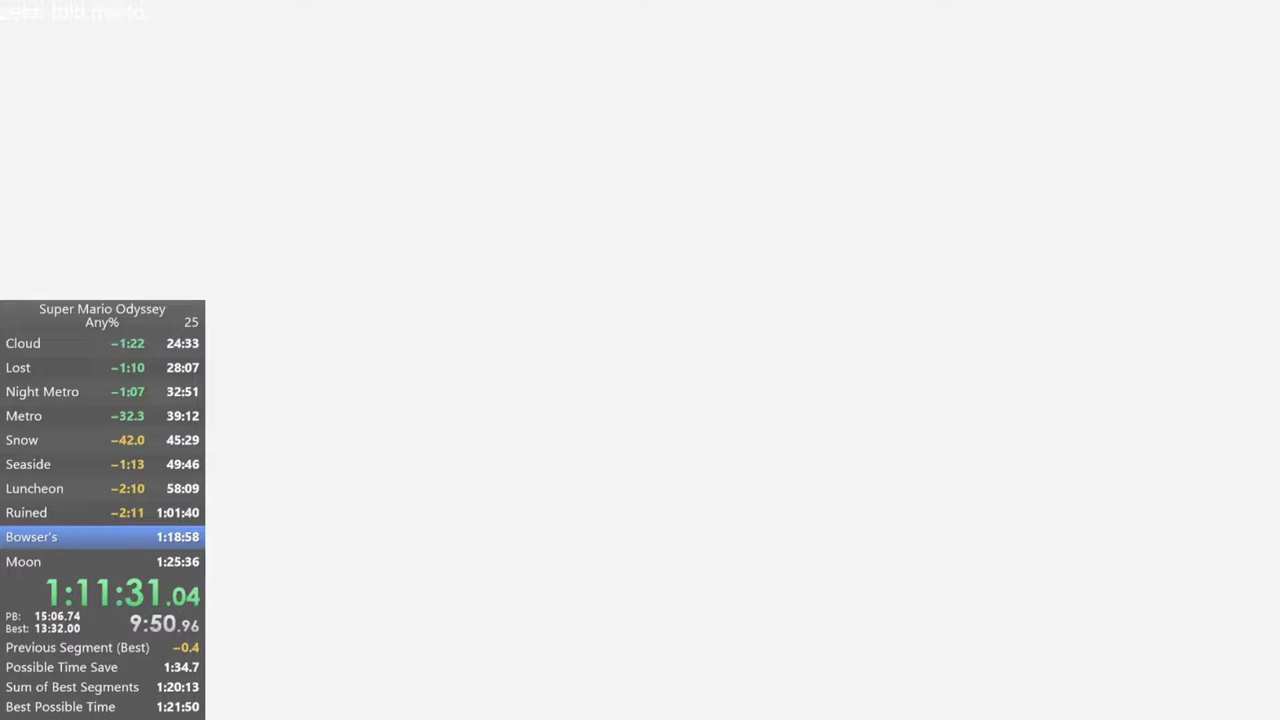 told me to
Super Mario Odyssey
Any% 25
Cloud -1:22 24:33
Lost -1:10 28:07
Night Metro -1:07 32:51
Metro -32.3 39:12
Snow -42.0 45:29
Seaside -1:13 49:46
Luncheon -2:10 58:09
Ruined -2:11 1:01:40
Bowser's 1:18:58
Moon 1:25:36
1:11:31.04
PB: 15:06.74
Best: 13:32.00
9:50.96
Previous Segment (Best) -0.4
Possible Time Save 1:34.7
Sum of Best Segments 1:20:13
Best Possible Time 1:21:50